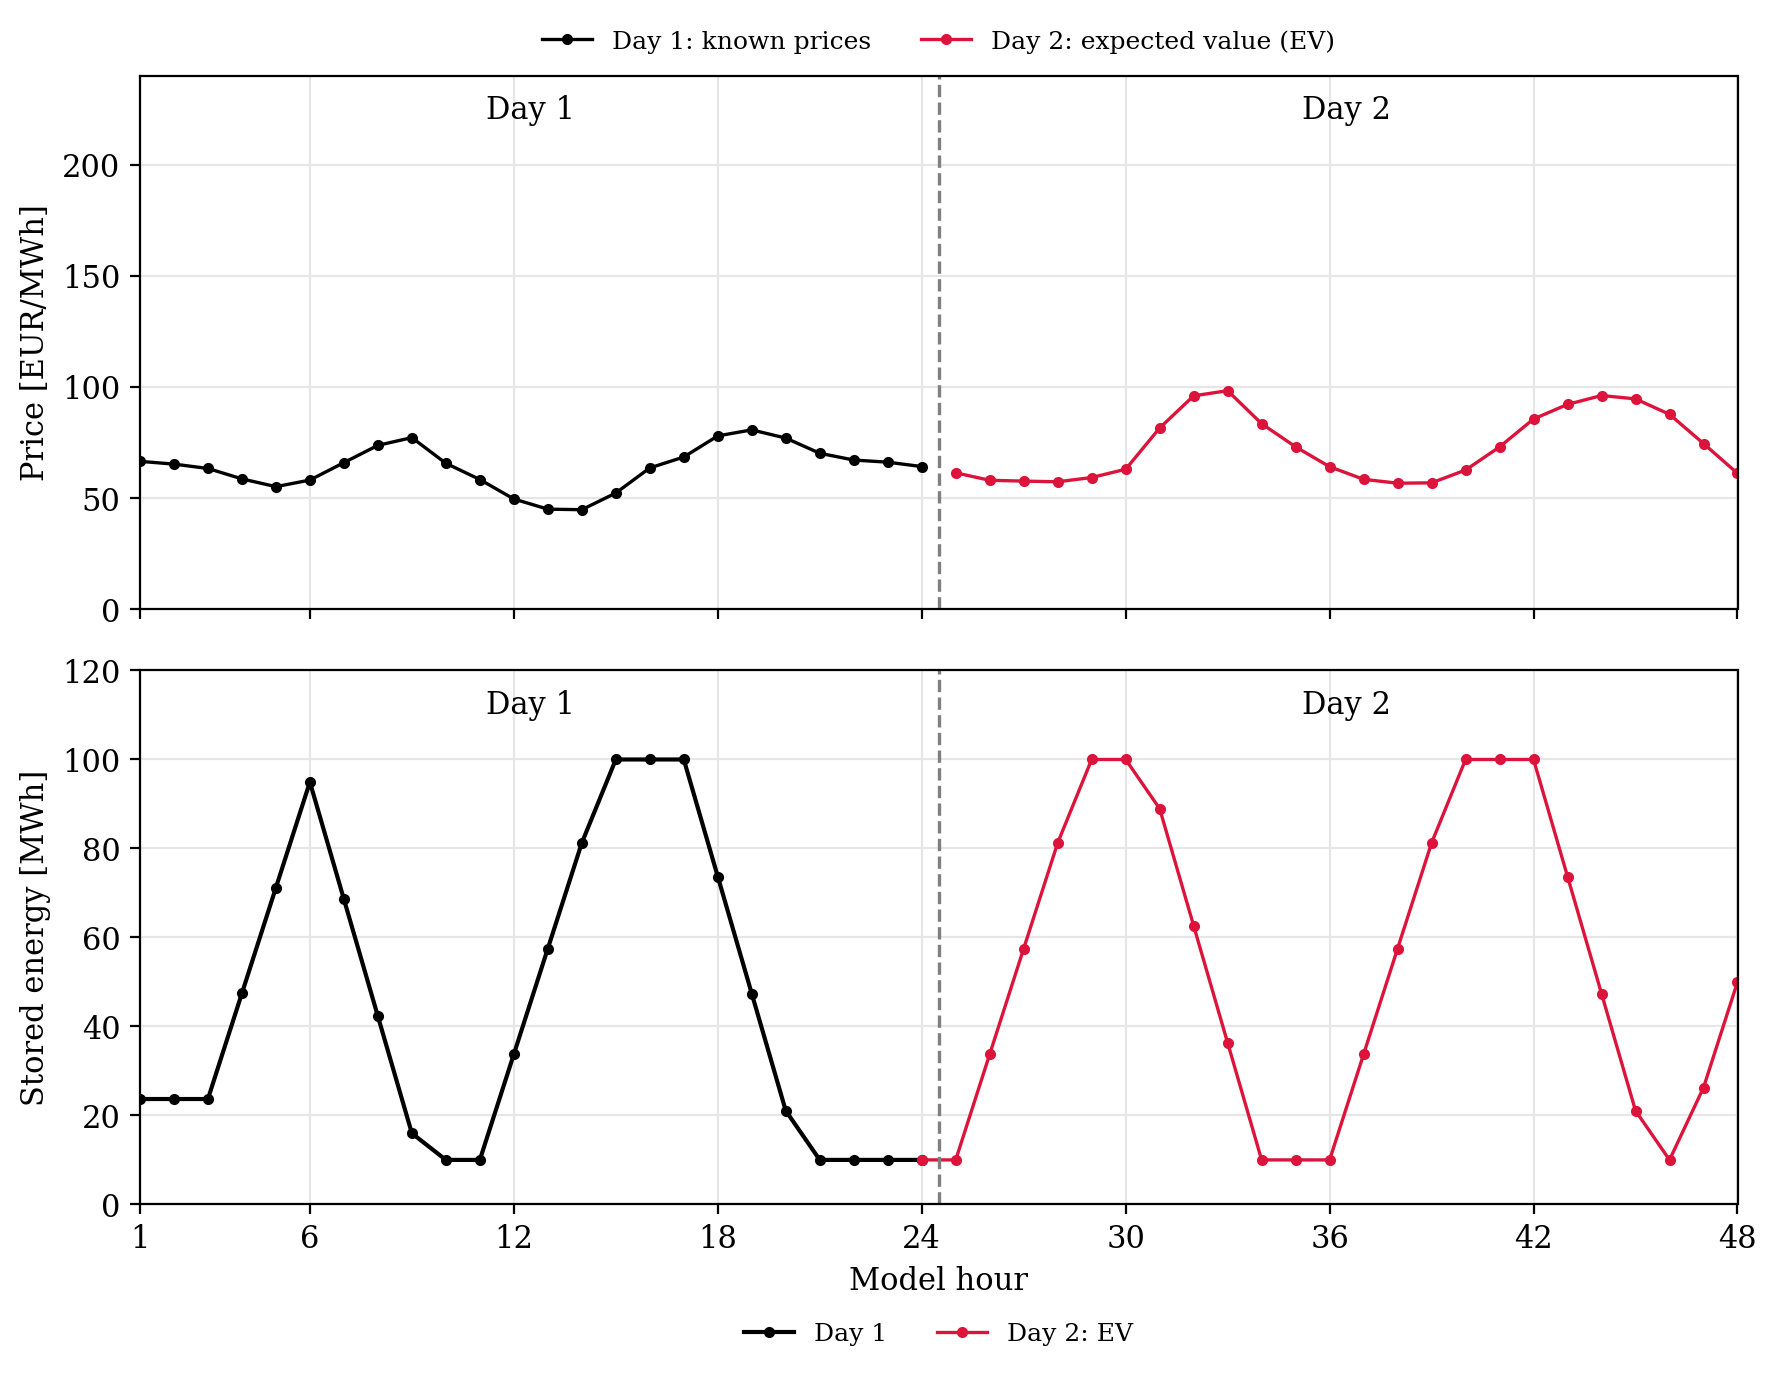 Day 1: known prices
Day 2: expected value (EV)
Day 1
Day 2
Price [EUR/MWh]
200
150
100
50
0
Day 1
Day 2
Stored energy [MWh]
120
100
80
60
40
20
0
1
6
12
18
24
30
36
42
48
Model hour
Day 1
Day 2: EV